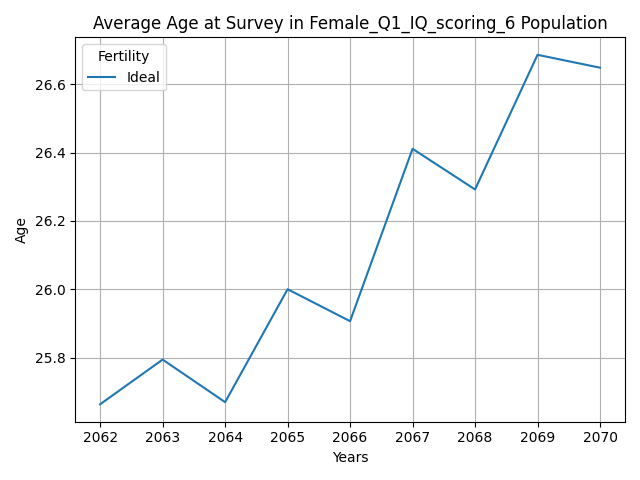 Average Age at Survey in Female_Q1_IQ_scoring_6 Population
Fertility
Ideal
26.6
26.4
26.2
26.0
25.8
Age
2062 2063 2064 2065 2066 2067 2068 2069 2070
Years